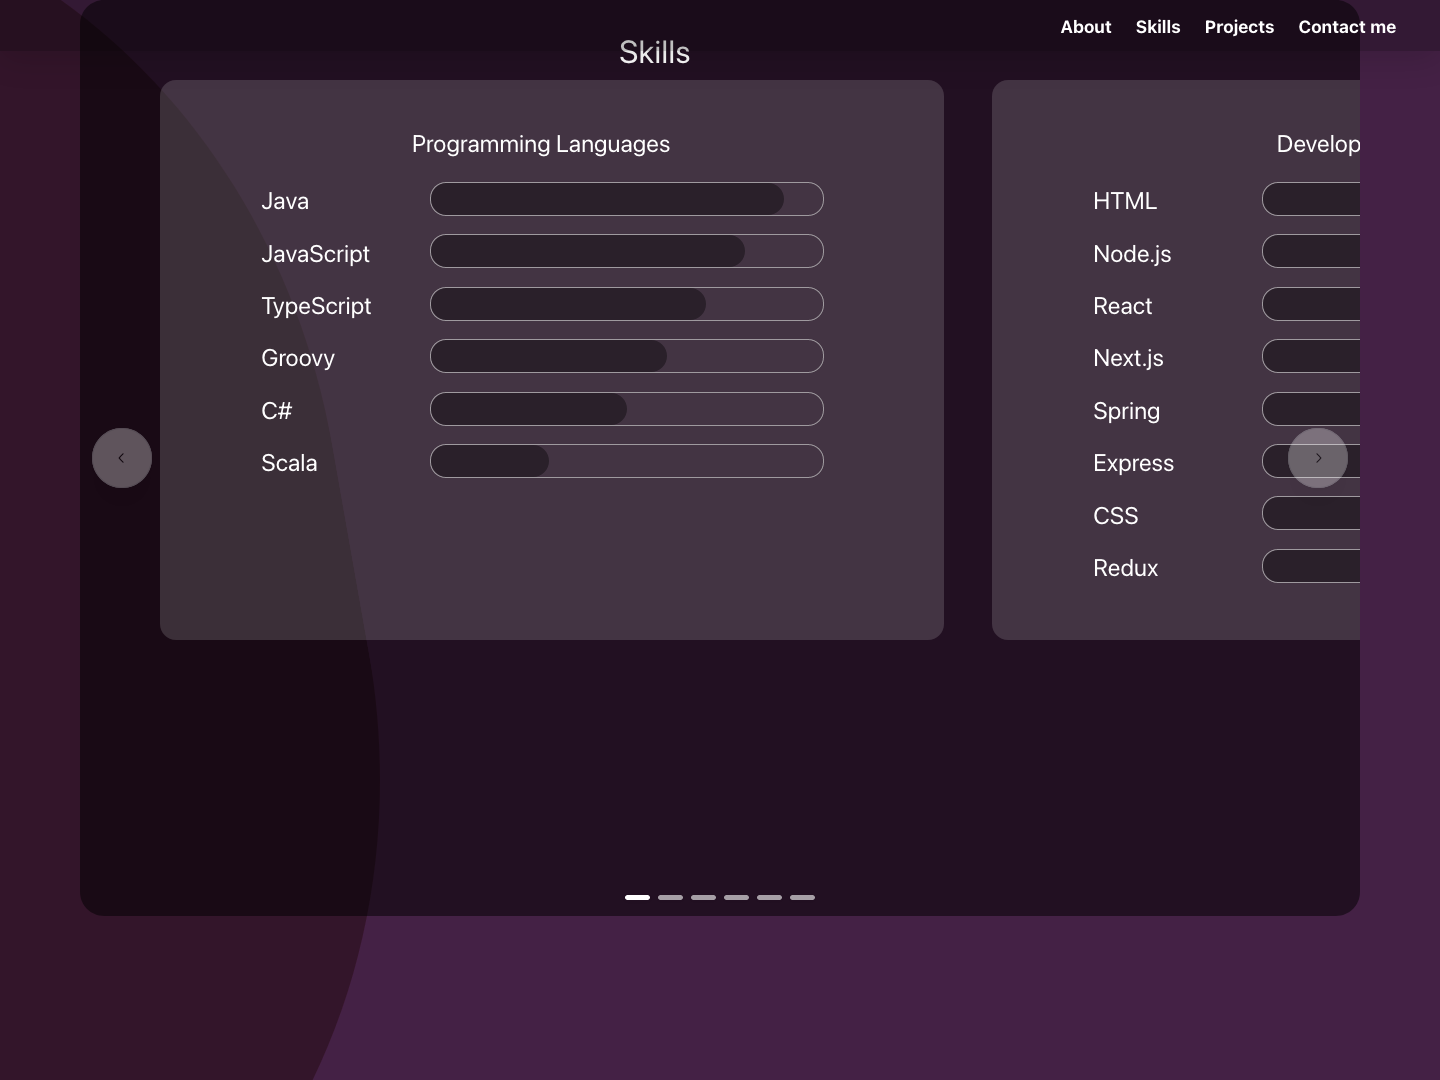 About Skills Projects Contact me
Skills
Programming Languages
Java
JavaScript
TypeScript
Groovy
C#
Scala
Develop
HTML
Node.js
React
Next.js
Spring
Express
CSS
Redux